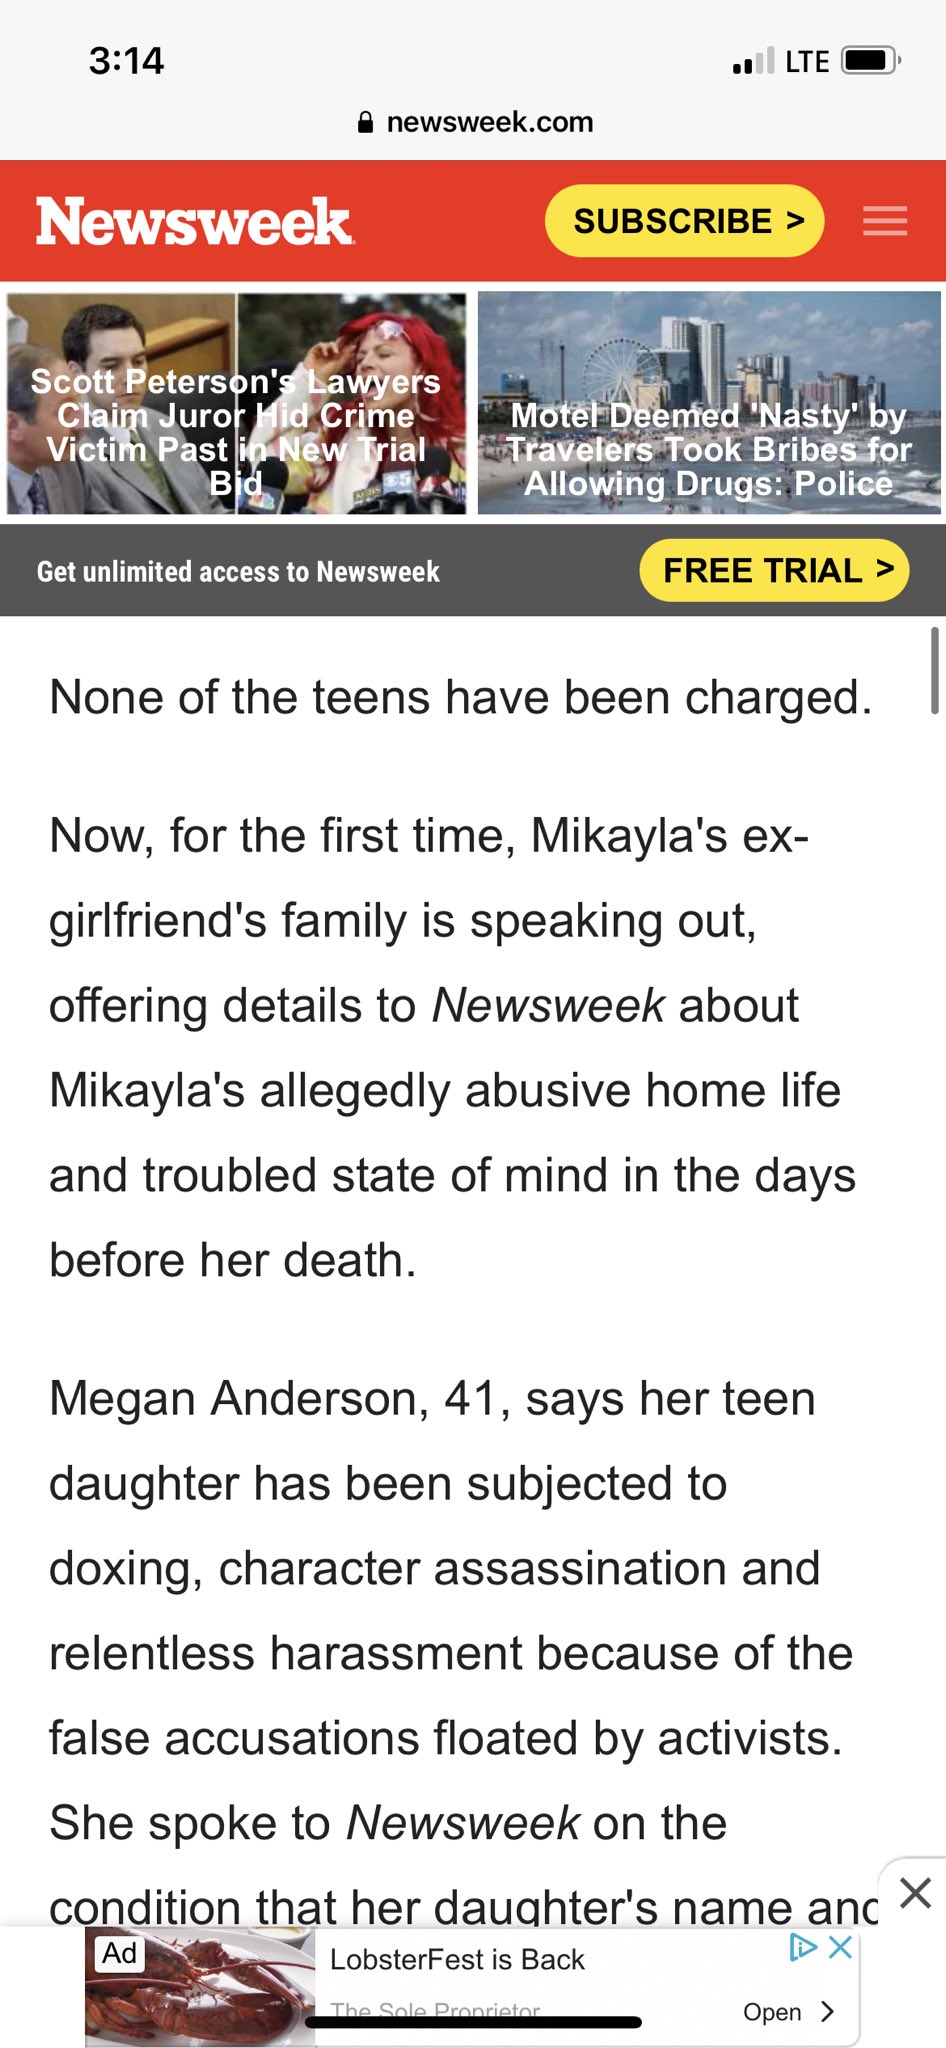 3:14
LTE
newsweek.com
Newsweek
SUBSCRIBE >
Scott Peterson's Lawyers
Claim Juror Hid Crime
Victim Past in New Trial
Bid
Motel Deemed 'Nasty' by
Travelers Took Bribes for
Allowing Drugs: Police
Get unlimited access to Newsweek
FREE TRIAL >
None of the teens have been charged.
Now, for the first time, Mikayla's ex-
girlfriend's family is speaking out,
offering details to Newsweek about
Mikayla's allegedly abusive home life
and troubled state of mind in the days
before her death.
Megan Anderson, 41, says her teen
daughter has been subjected to
doxing, character assassination and
relentless harassment because of the
false accusations floated by activists.
She spoke to Newsweek on the
condition that her daughter's name and
Ad
LobsterFest is Back
The Sole Proprietor
Open